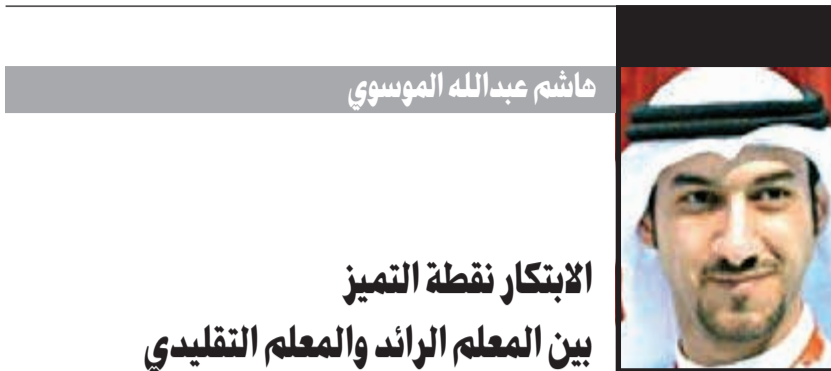 هاشم عبدالله الموسوي
الابتكار نقطة التميز
بين المعلم الرائد والمعلم التقليدي